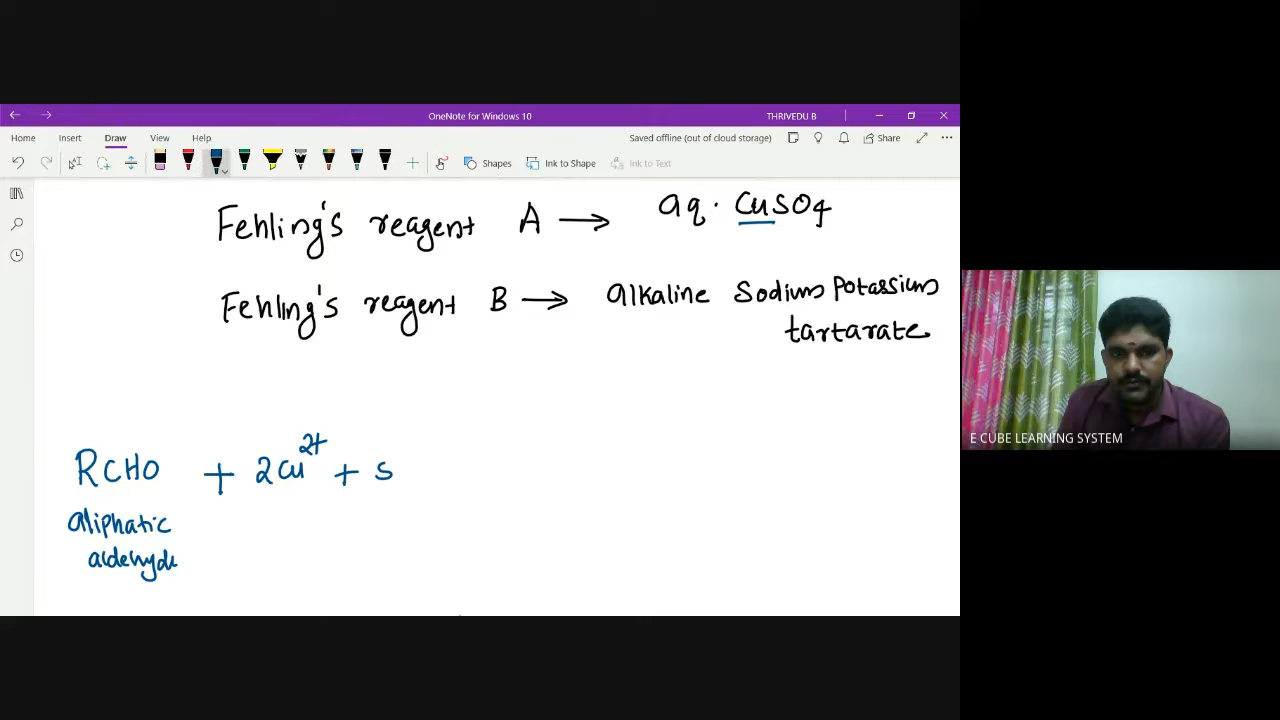 OneNote for Windows 10
THRIVEDU B
Home Insert Draw View Help
Saved offline (out of cloud storage)
Share
Shapes
Ink to Shape
Ink to Text
Fehling's reagent A → aq. CuSO4
Fehling's reagent B → alkaline Sodium Potassium
tartarate
RCHO + 2Cu²⁺ + 5
aliphatic
aldehyde
E CUBE LEARNING SYSTEM